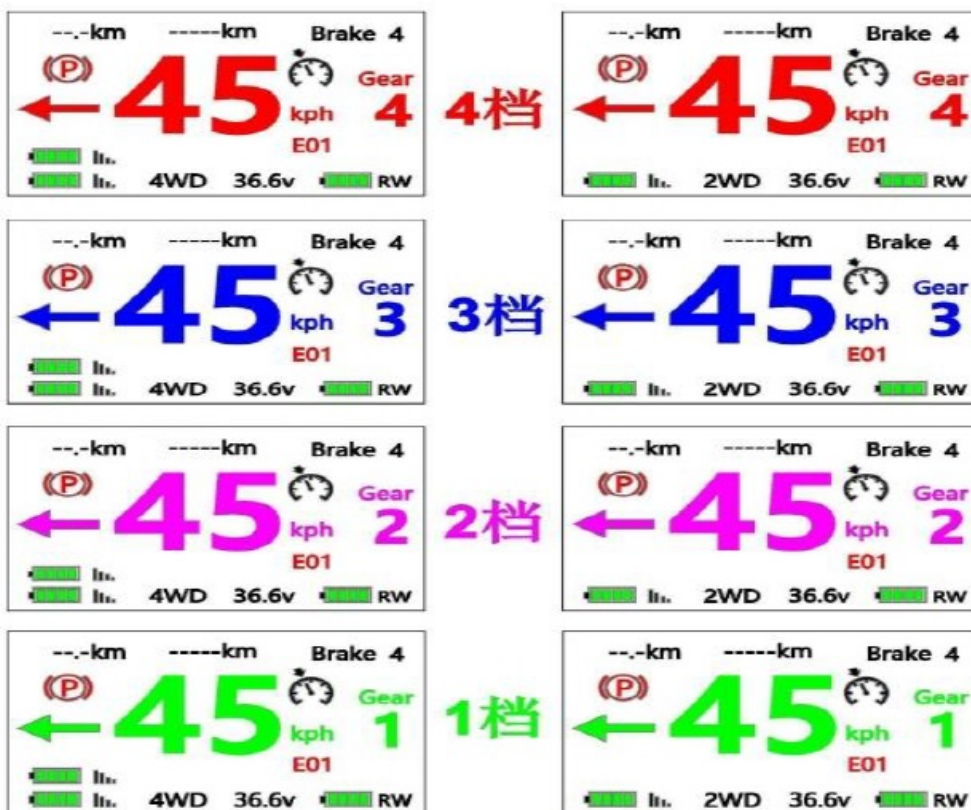 --.-km -----km Brake 4
P 45 kph Gear 4
E01
4WD 36.6v RW
4档
--.-km -----km Brake 4
P 45 kph Gear 4
E01
2WD 36.6v RW
--.-km -----km Brake 4
P 45 kph Gear 3
E01
4WD 36.6v RW
3档
--.-km -----km Brake 4
P 45 kph Gear 3
E01
2WD 36.6v RW
--.-km -----km Brake 4
P 45 kph Gear 2
E01
4WD 36.6v RW
2档
--.-km -----km Brake 4
P 45 kph Gear 2
E01
2WD 36.6v RW
--.-km -----km Brake 4
P 45 kph Gear 1
E01
4WD 36.6v RW
1档
--.-km -----km Brake 4
P 45 kph Gear 1
E01
2WD 36.6v RW